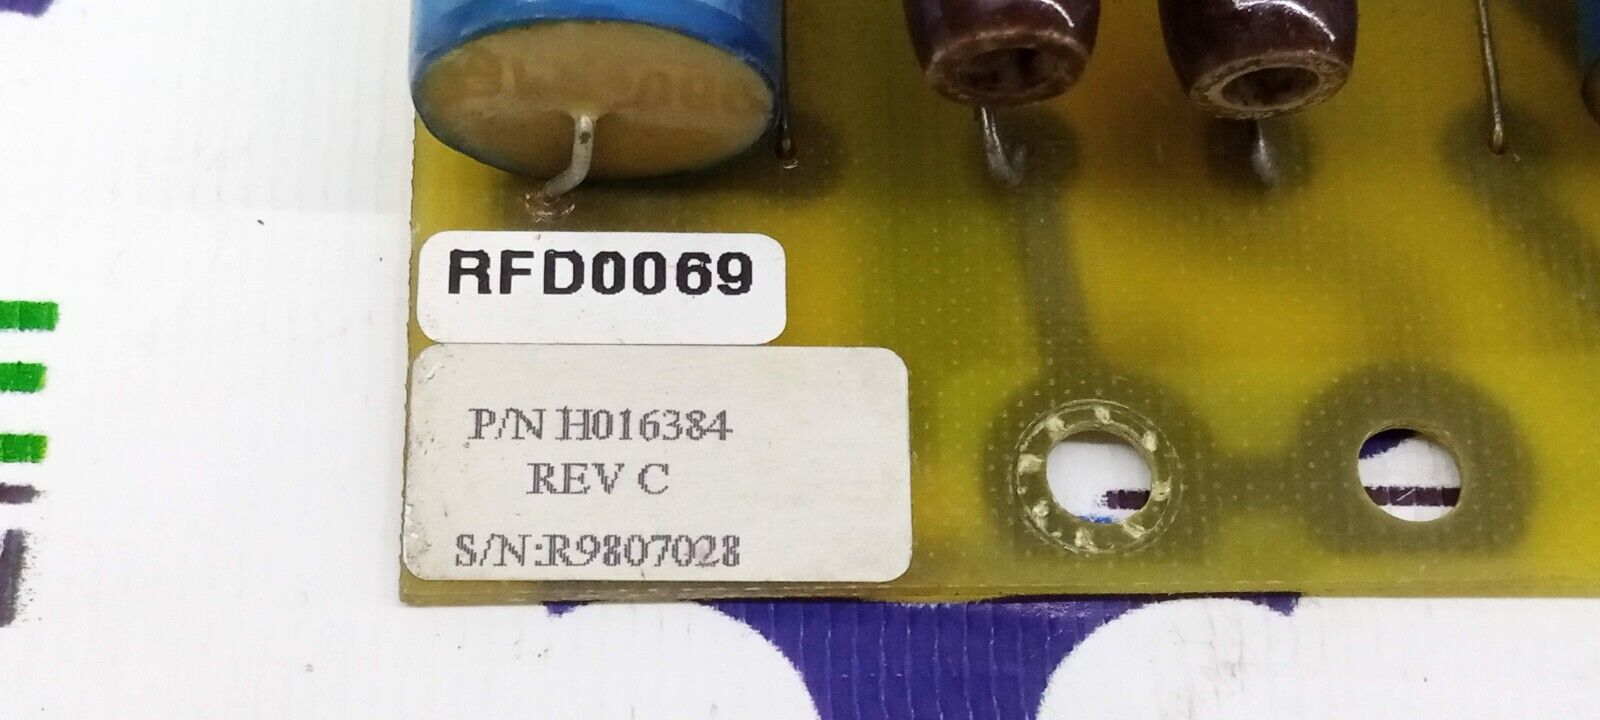 RFD0069
P/N H016384
REV C
S/N:R9807028